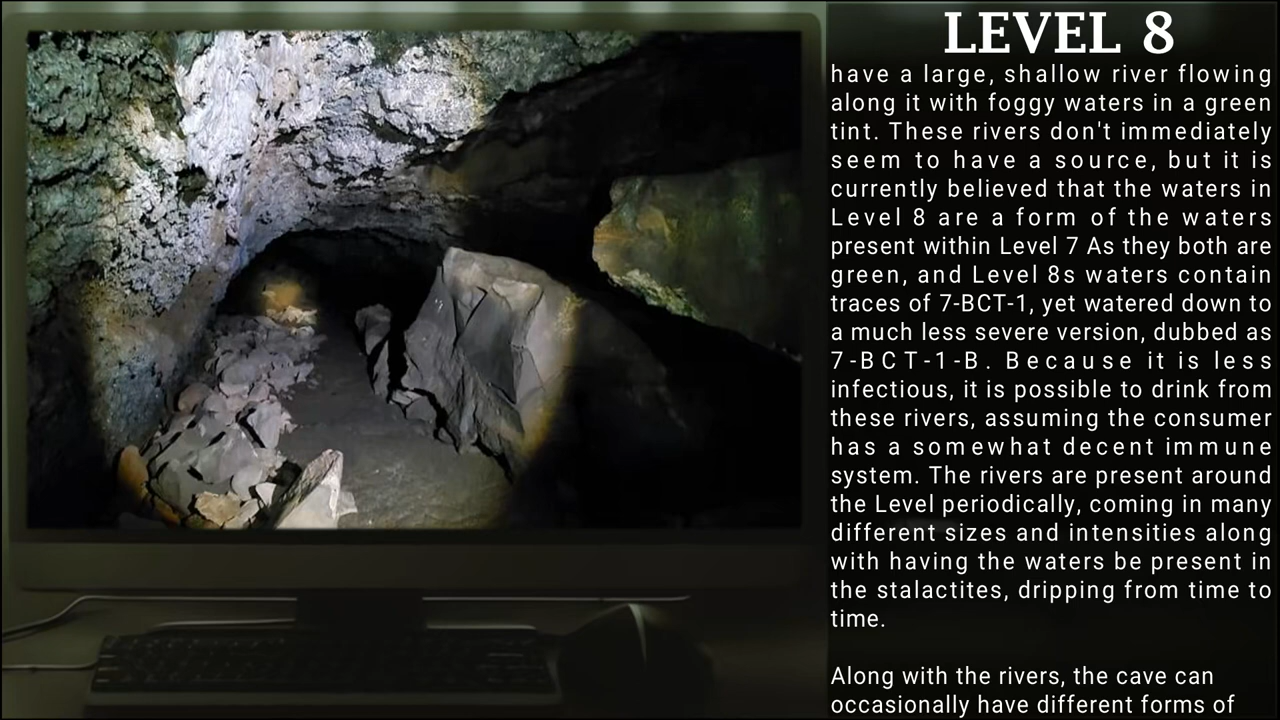 LEVEL 8
have a large, shallow river flowing
along it with foggy waters in a green
tint. These rivers don't immediately
seem to have a source, but it is
currently believed that the waters in
Level 8 are a form of the waters
present within Level 7 As they both are
green, and Level 8s waters contain
traces of 7-BCT-1, yet watered down to
a much less severe version, dubbed as
7-BCT-1-B. Because it is less
infectious, it is possible to drink from
these rivers, assuming the consumer
has a somewhat decent immune
system. The rivers are present around
the Level periodically, coming in many
different sizes and intensities along
with having the waters be present in
the stalactites, dripping from time to
time.
Along with the rivers, the cave can
occasionally have different forms of